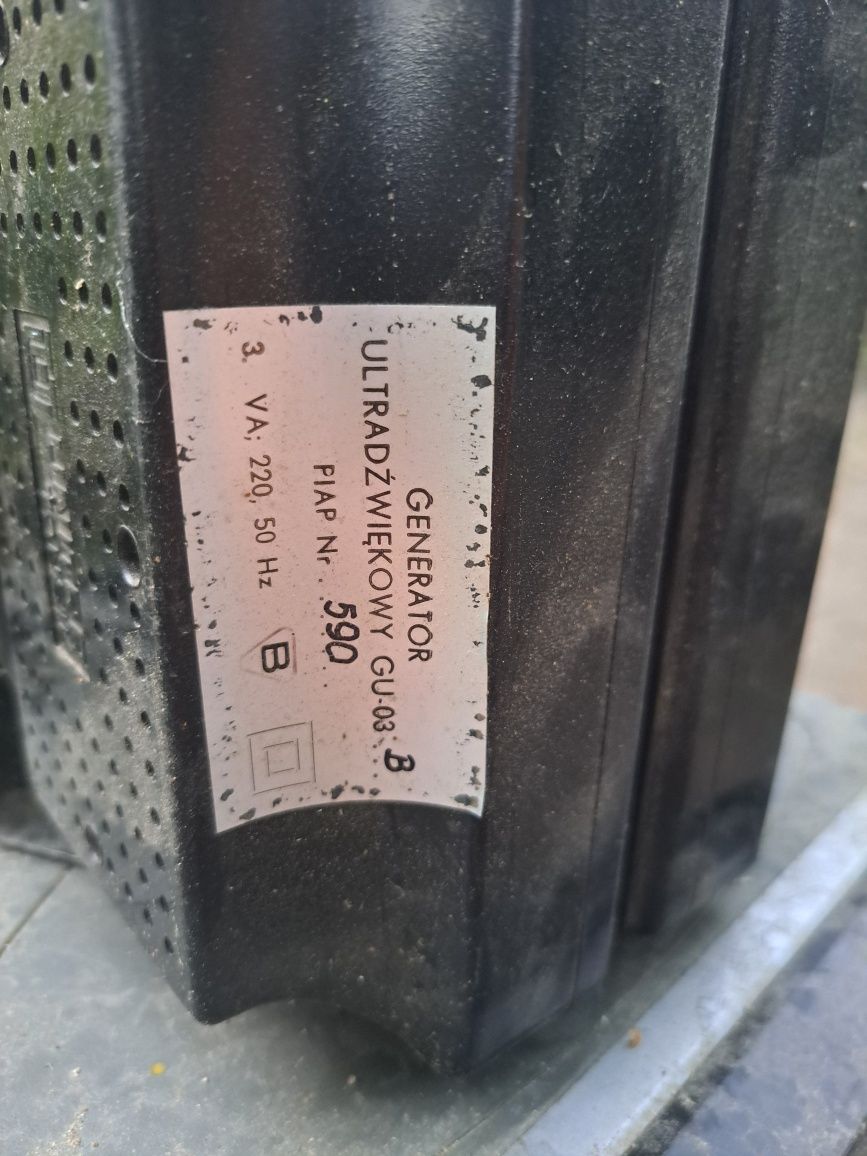 GENERATOR
ULTRADŹWIĘKOWY GU-03 B
PIAP Nr 590
3. VA; 220, 50 Hz B